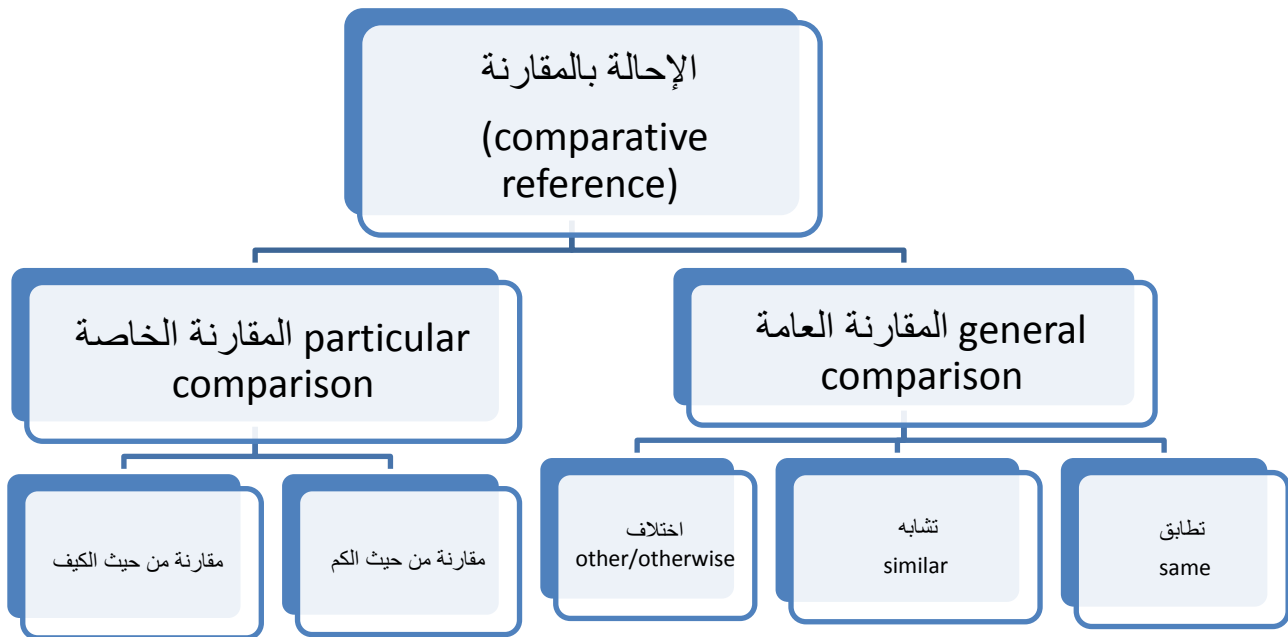 الإحالة بالمقارنة
(comparative
reference)
المقارنة العامة general
comparison
المقارنة الخاصة particular
comparison
تطابق
same
تشابه
similar
اختلاف
other/otherwise
مقارنة من حيث الكم
مقارنة من حيث الكيف